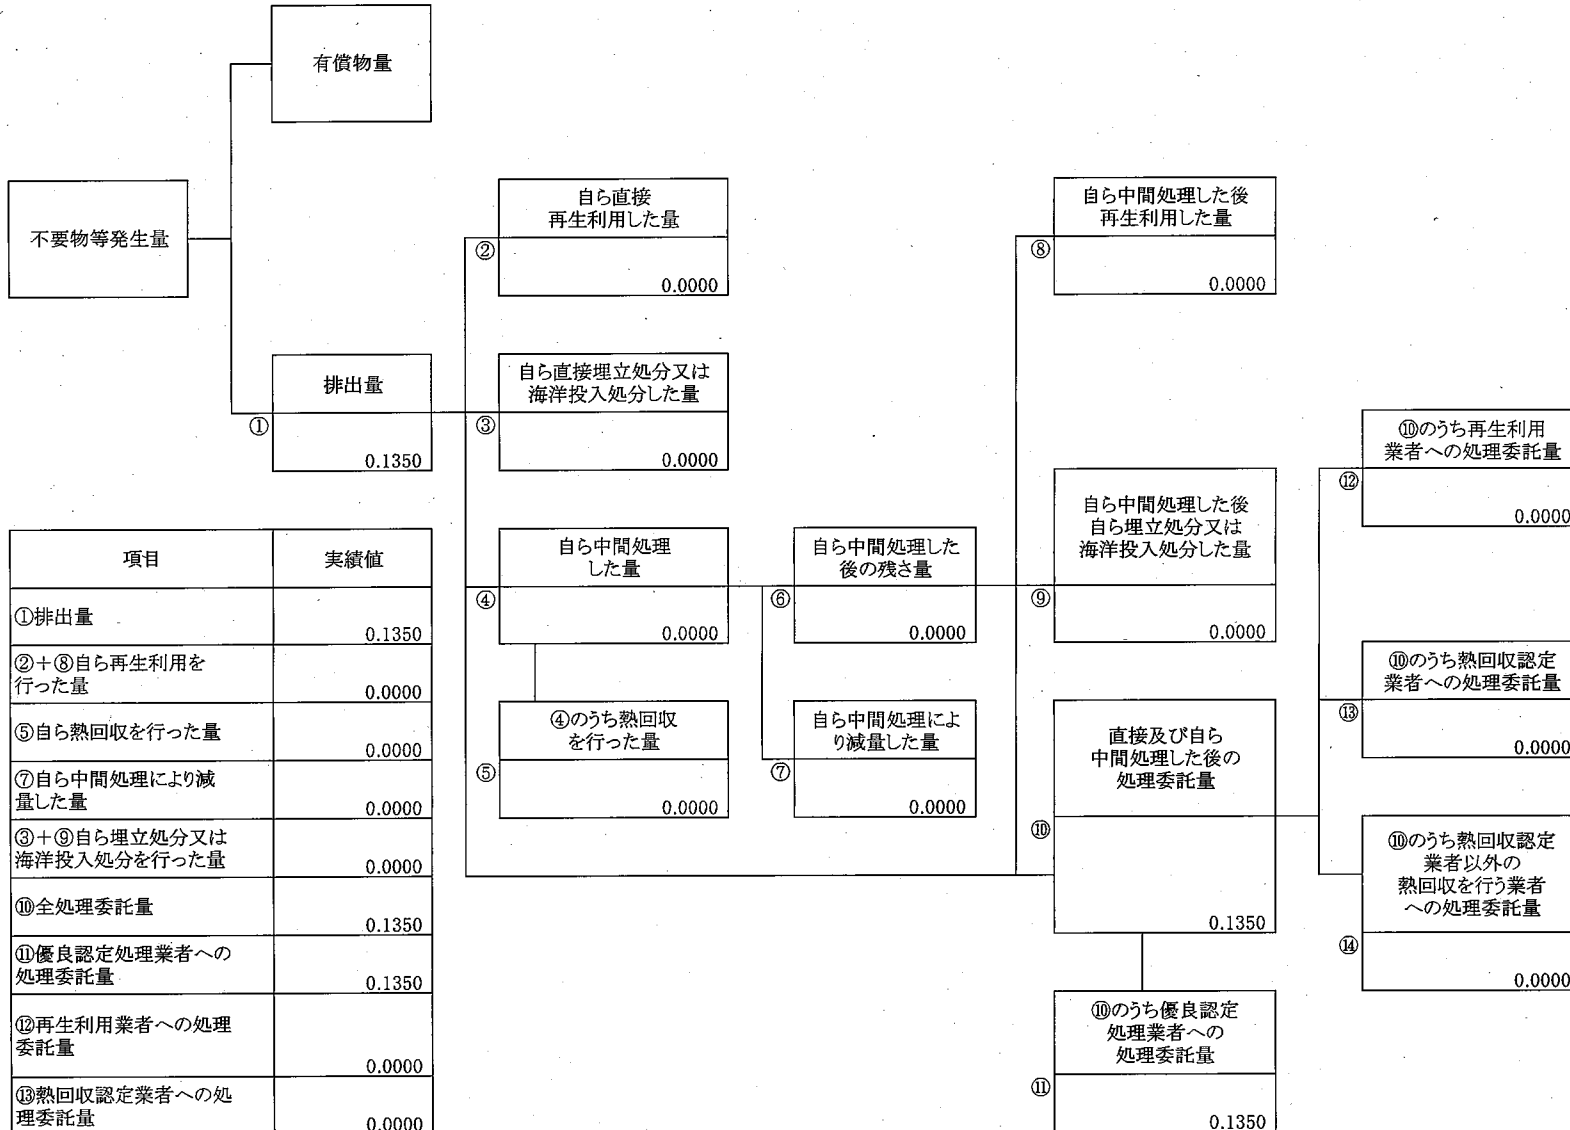 有償物量
不要物等発生量
排出量
①
0.1350
自ら直接
再生利用した量
②
0.0000
自ら直接埋立処分又は
海洋投入処分した量
③
0.0000
自ら中間処理
した量
④
0.0000
④のうち熱回収
を行った量
⑤
0.0000
自ら中間処理した
後の残さ量
⑥
0.0000
自ら中間処理によ
り減量した量
⑦
0.0000
自ら中間処理した後
再生利用した量
⑧
0.0000
自ら中間処理した後
自ら埋立処分又は
海洋投入処分した量
⑨
0.0000
直接及び自ら
中間処理した後の
処理委託量
⑩
0.1350
⑩のうち優良認定
処理業者への
処理委託量
⑪
0.1350
⑩のうち再生利用
業者への処理委託量
⑫
0.0000
⑩のうち熱回収認定
業者への処理委託量
⑬
0.0000
⑩のうち熱回収認定
業者以外の
熱回収を行う業者
への処理委託量
⑭
0.0000
項目 実績値
①排出量
0.1350
②+⑧自ら再生利用を
行った量
0.0000
⑤自ら熱回収を行った量
0.0000
⑦自ら中間処理により減
量した量
0.0000
③+⑨自ら埋立処分又は
海洋投入処分を行った量
0.0000
⑩全処理委託量
0.1350
⑪優良認定処理業者への
処理委託量
0.1350
⑫再生利用業者への処理
委託量
0.0000
⑬熱回収認定業者への処
理委託量
0.0000